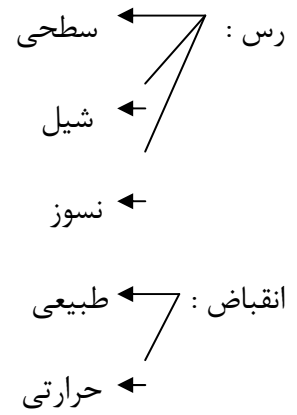 رس : سطحی
شیل
نسوز
انقباض : طبیعی
حرارتی